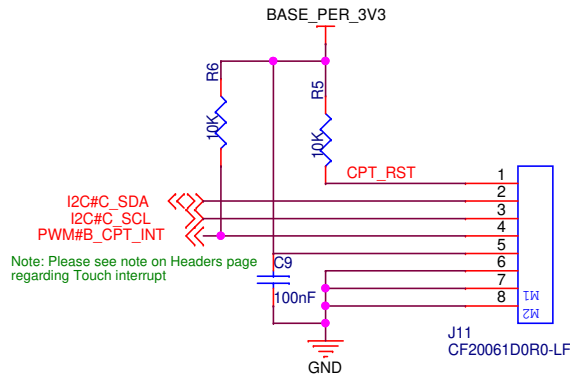 BASE_PER_3V3
R6
10K
R5
10K
CPT_RST
I2C#C_SDA
I2C#C_SCL
PWM#B_CPT_INT
Note: Please see note on Headers page
regarding Touch interrupt
C9
100nF
GND
1
2
3
4
5
6
7
8
M1
M2
J11
CF20061D0R0-LF